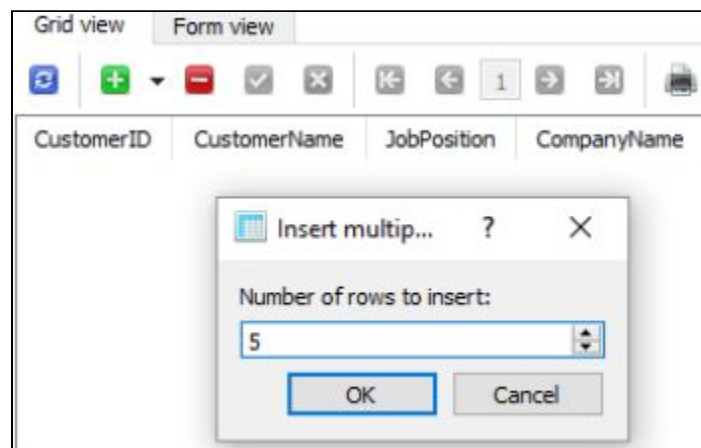 Grid view Form view
1
CustomerID CustomerName JobPosition CompanyName
Insert multip... ?
Number of rows to insert:
5
OK Cancel